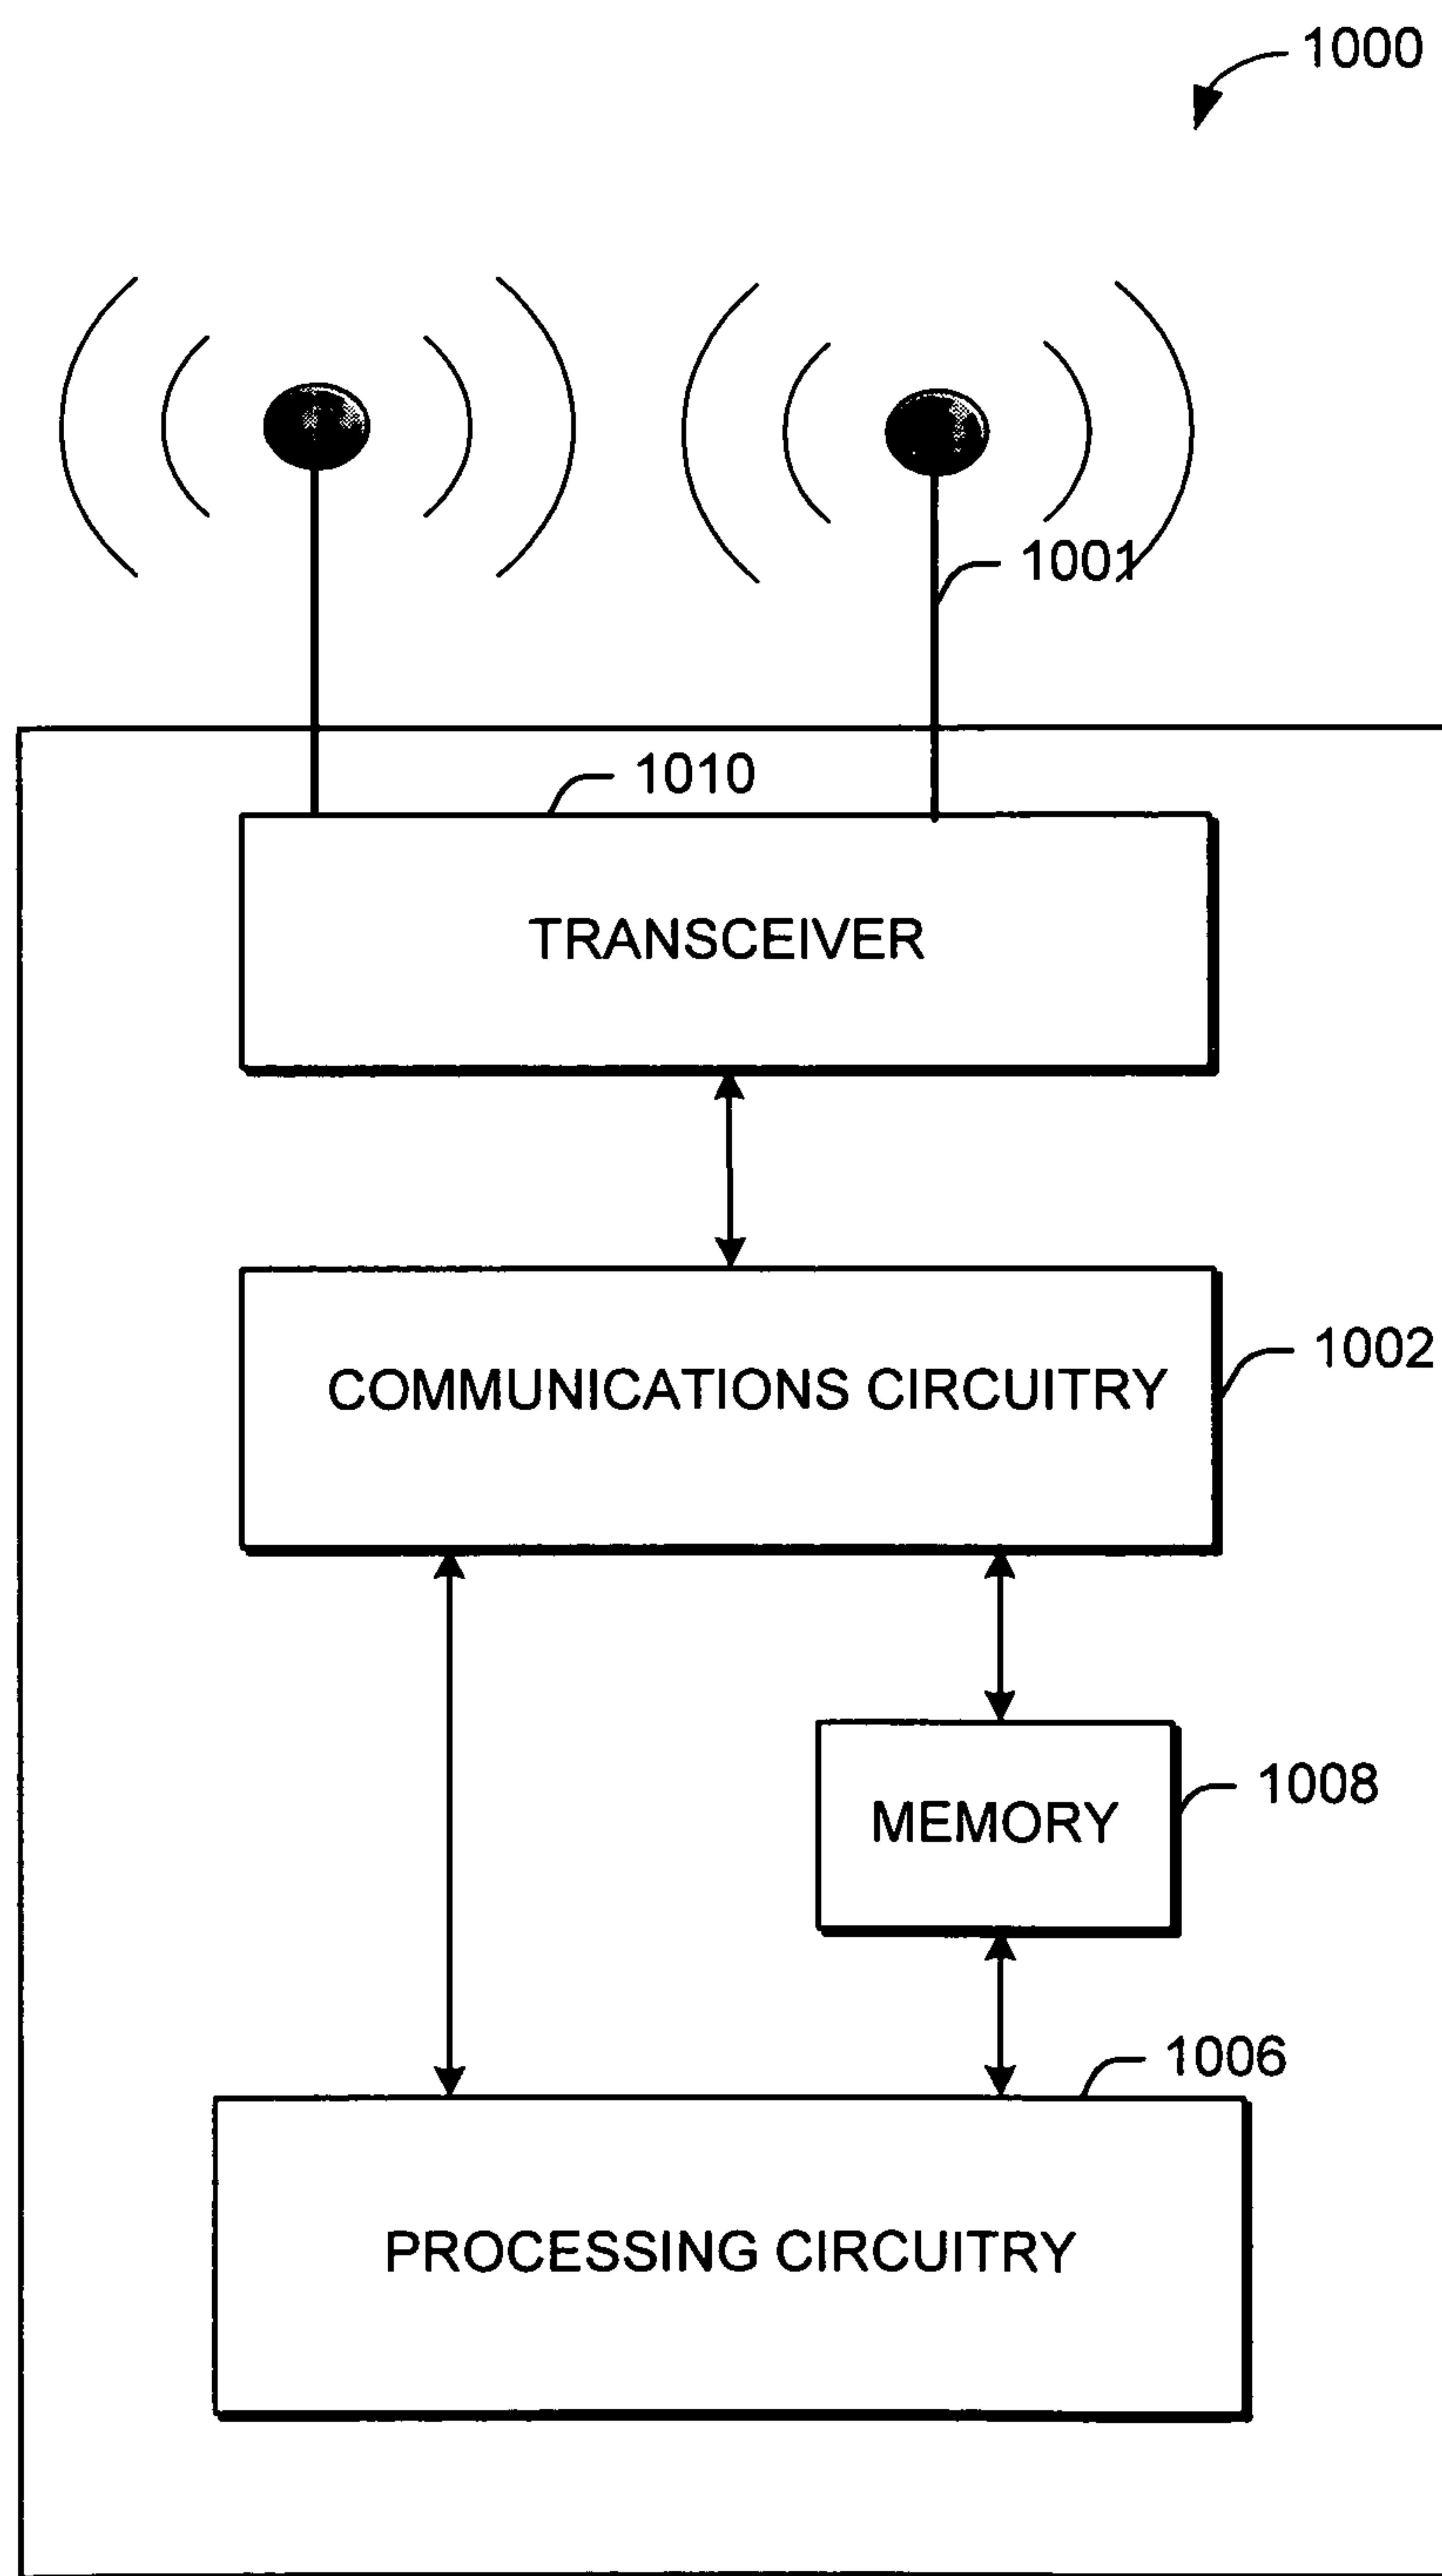 1000
1001
1010
TRANSCEIVER
COMMUNICATIONS CIRCUITRY
1002
MEMORY
1008
1006
PROCESSING CIRCUITRY